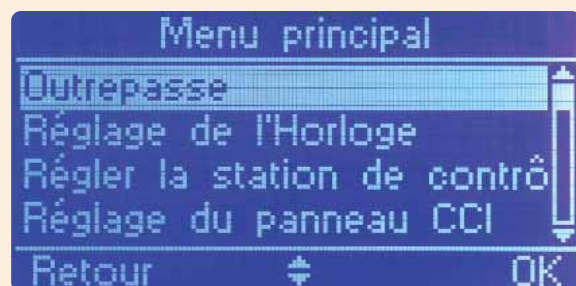 Menu principal
Outrepasse
Réglage de l'Horloge
Régler la station de contrô
Réglage du panneau CCI
Retour OK